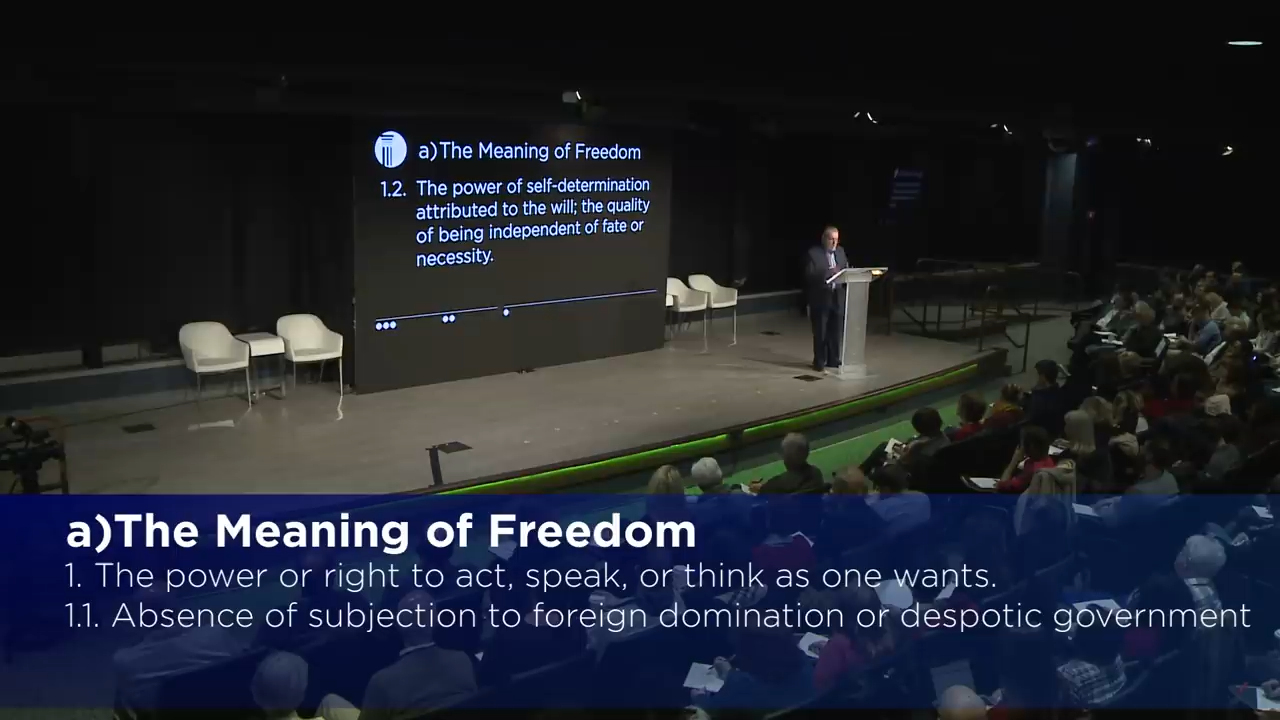 a)The Meaning of Freedom
1.2. The power of self-determination
attributed to the will; the quality
of being independent of fate or
necessity.
a)The Meaning of Freedom
1. The power or right to act, speak, or think as one wants.
1.1. Absence of subjection to foreign domination or despotic government